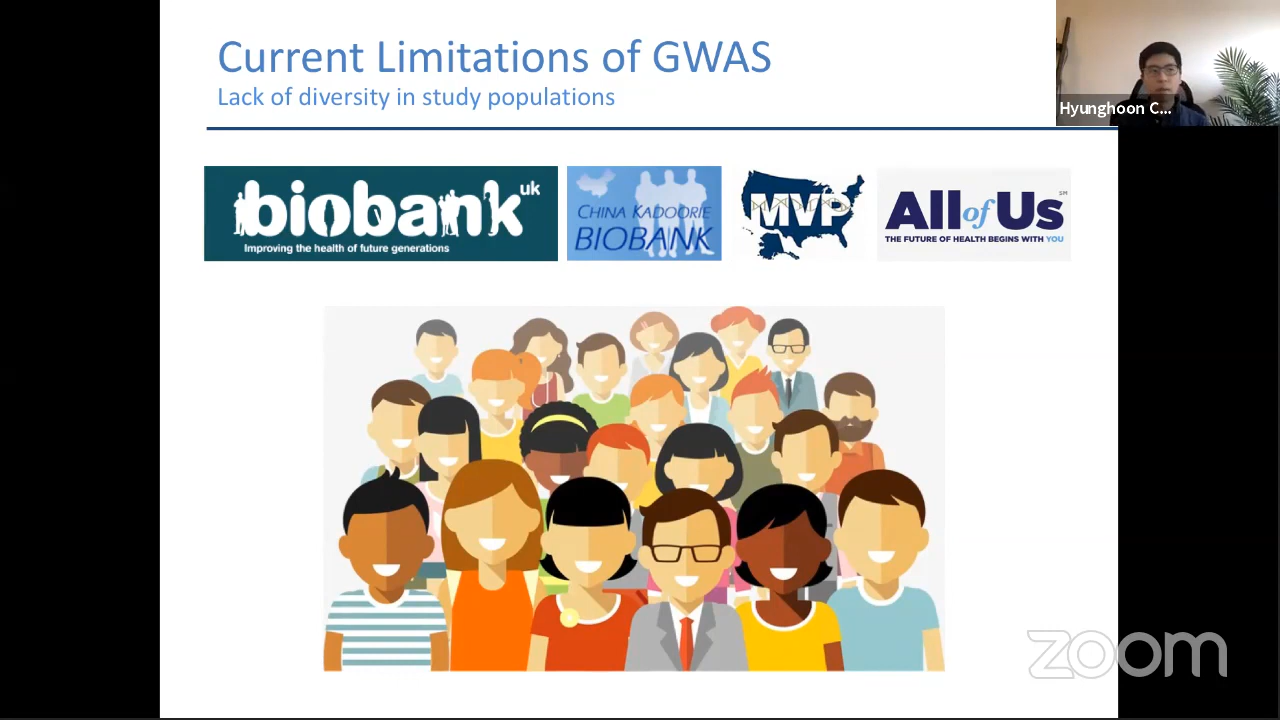 Current Limitations of GWAS
Lack of diversity in study populations
Hyunghoon C...
biobank uk
Improving the health of future generations
CHINA KADOORIE
BIOBANK
MVP
All of Us SM
THE FUTURE OF HEALTH BEGINS WITH YOU
zoom